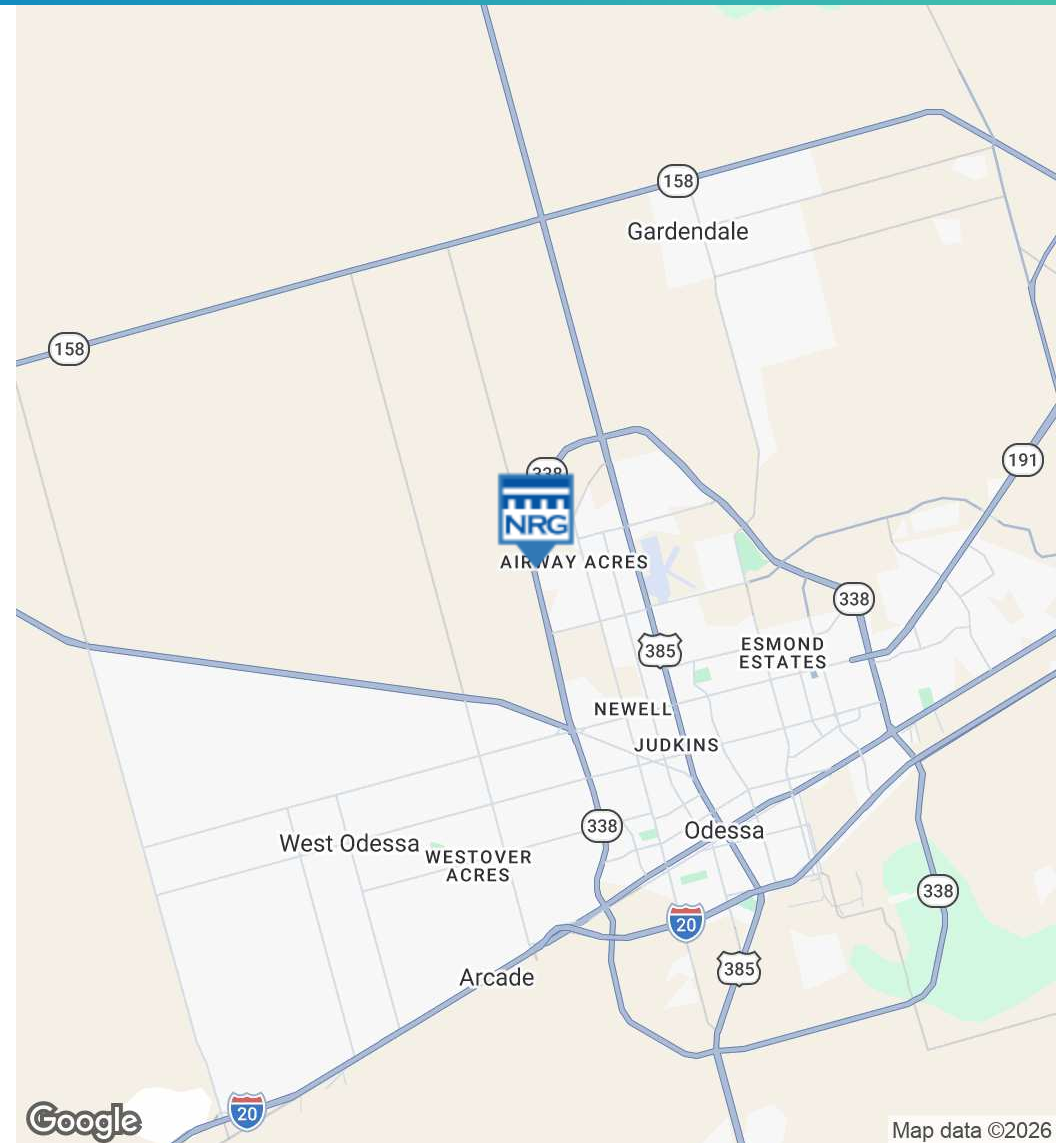 158
Gardendale
158
338
191
NRG
AIRWAY ACRES
338
385
ESMOND
ESTATES
NEWELL
JUDKINS
338
Odessa
West Odessa
WESTOVER
ACRES
338
20
385
Arcade
20
Google
Map data ©2026